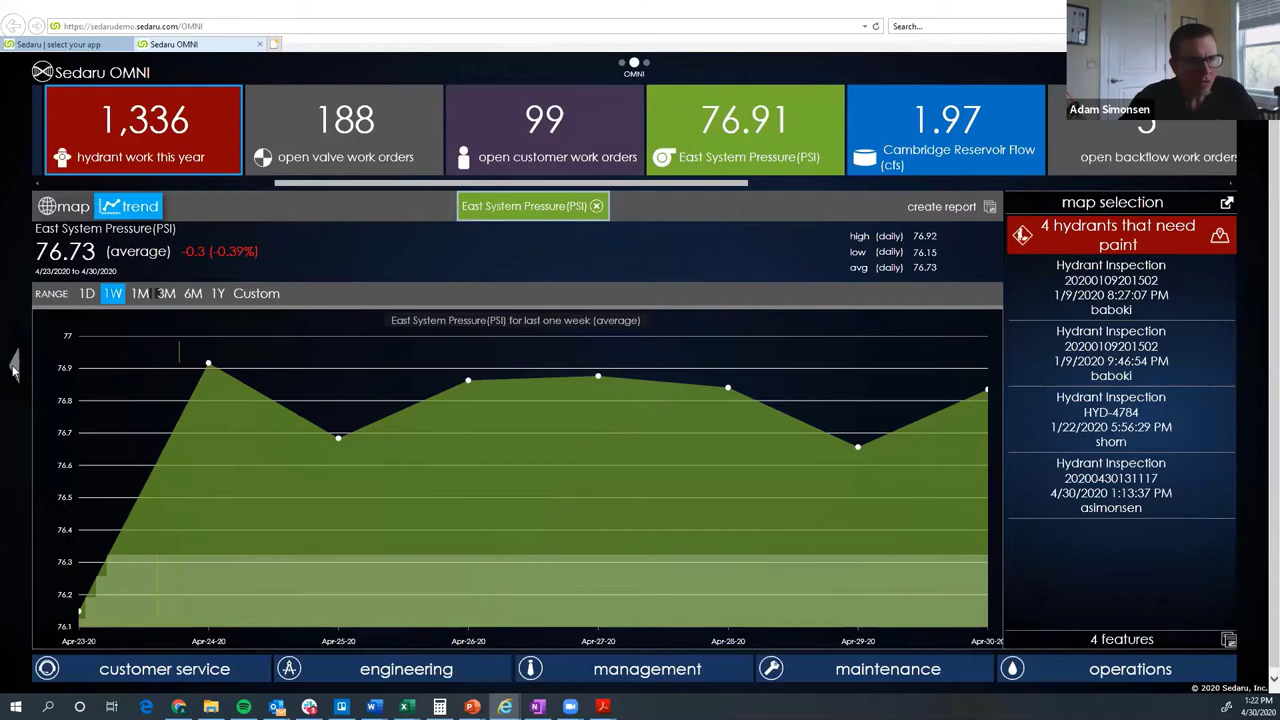 https://sedarudemo.sedaru.com/OMNI
Search...
Sedaru | select your app
Sedaru OMNI
Sedaru OMNI
OMNI
Adam Simonsen
1,336
hydrant work this year
188
open valve work orders
99
open customer work orders
76.91
East System Pressure(PSI)
1.97
Cambridge Reservoir Flow
(cfs)
open backflow work orders
map
trend
East System Pressure(PSI)
create report
map selection
East System Pressure(PSI)
76.73 (average) -0.3 (-0.39%)
4/23/2020 to 4/30/2020
high (daily) 76.92
low (daily) 76.15
avg (daily) 76.73
4 hydrants that need
paint
RANGE 1D 1W 1M 3M 6M 1Y Custom
East System Pressure(PSI) for last one week (average)
77
76.9
76.8
76.7
76.6
76.5
76.4
76.3
76.2
76.1
Apr-23-20
Apr-24-20
Apr-25-20
Apr-26-20
Apr-27-20
Apr-28-20
Apr-29-20
Apr-30-20
Hydrant Inspection
20200109201502
1/9/2020 8:27:07 PM
baboki
Hydrant Inspection
20200109201502
1/9/2020 9:46:54 PM
baboki
Hydrant Inspection
HYD-4784
1/22/2020 5:56:29 PM
shorn
Hydrant Inspection
20200430131117
4/30/2020 1:13:37 PM
asimonsen
4 features
customer service
engineering
management
maintenance
operations
© 2020 Sedaru, Inc.
1:22 PM
4/30/2020